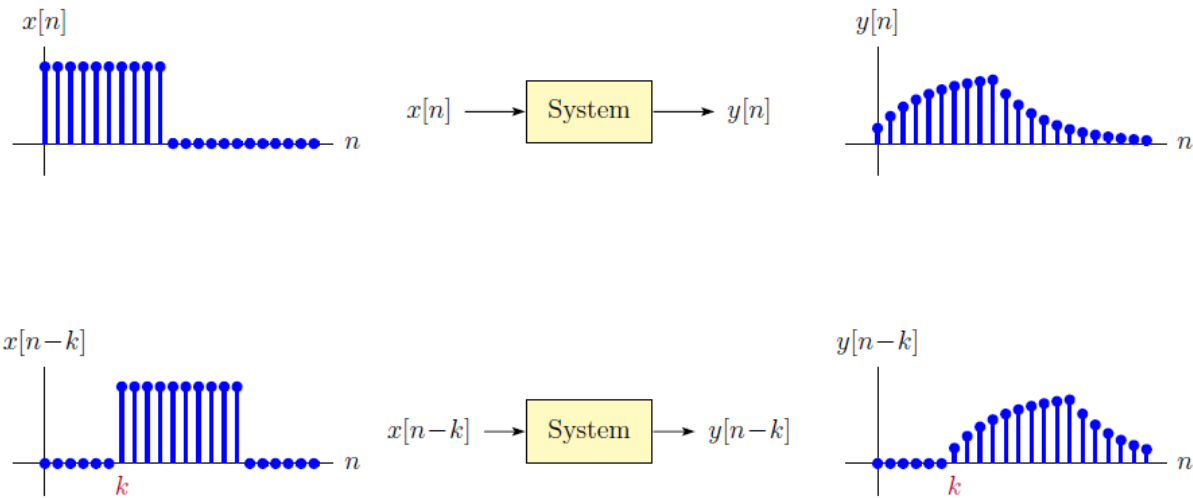 x[n]
y[n]
x[n] System y[n]
n
n
x[n−k]
y[n−k]
x[n−k] System y[n−k]
n
n
k
k